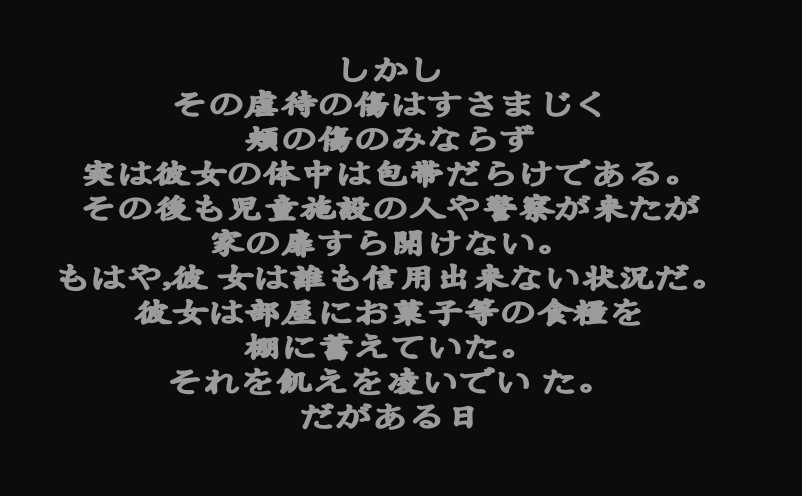 しかし
その虐待の傷はすさまじく
頬の傷のみならず
実は彼女の体中は包帯だらけである。
その後も児童施設の人や警察が来たが
家の扉すら開けない。
もはや,彼 女は誰も信用出来ない状況だ。
彼女は部屋にお菓子等の食糧を
棚に蓄えていた。
それを飢えを凌いでい た。
だがある日